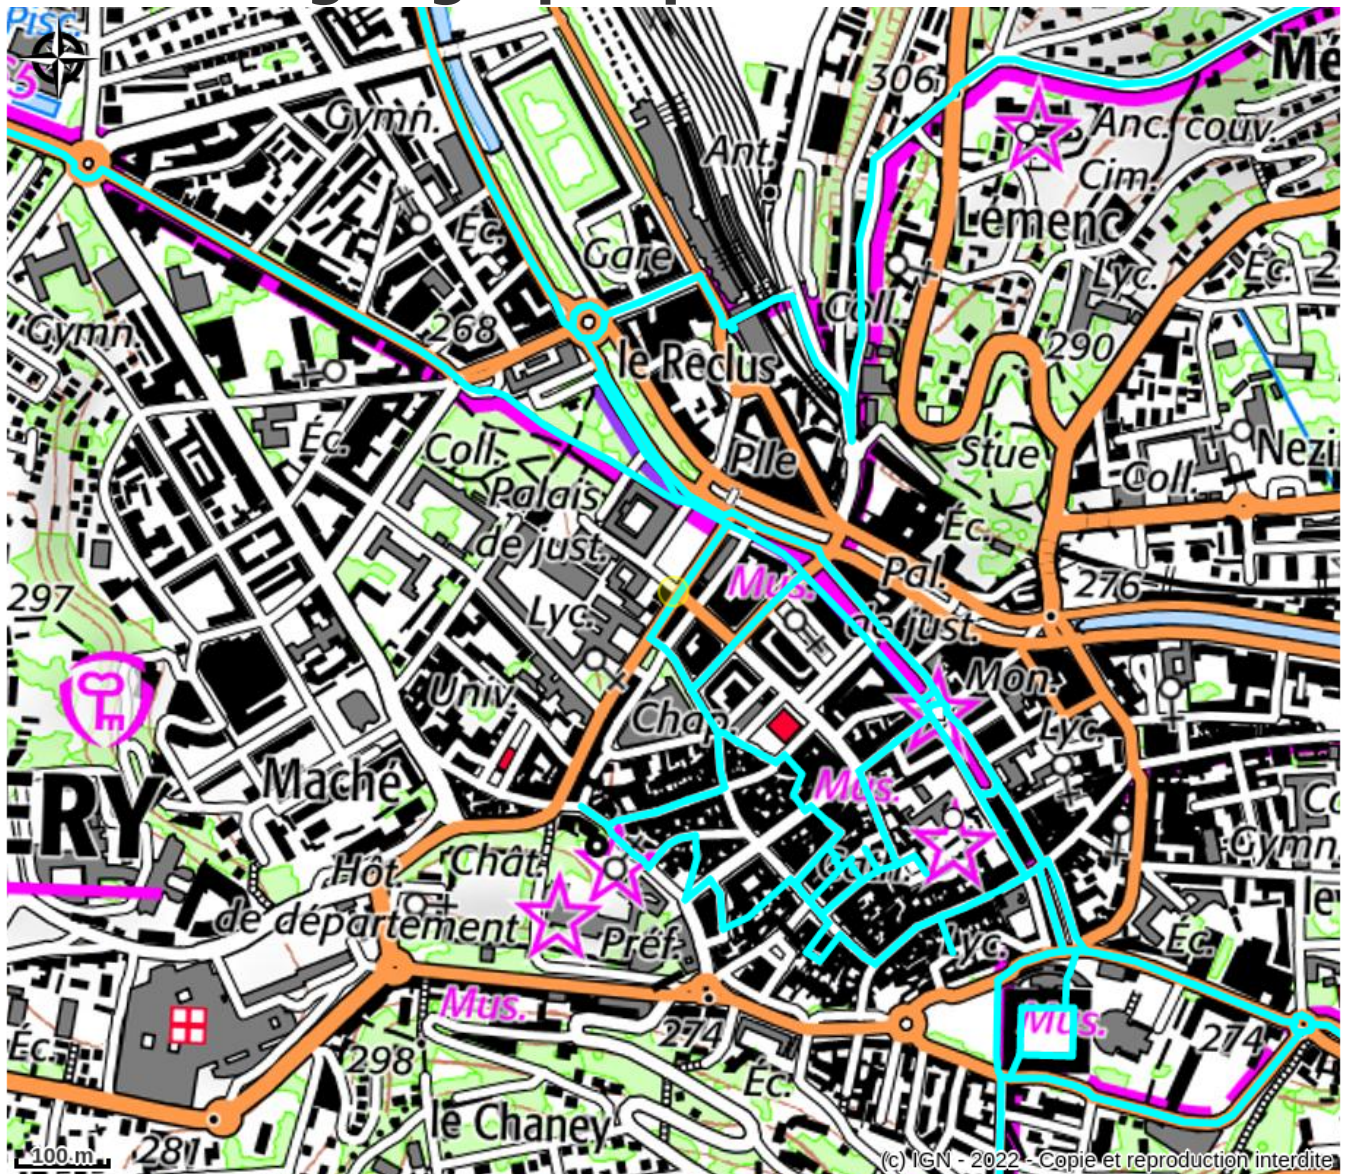 Pisc.
Mé
306
Gymn.
Anc. couv.
Ant.
Cim.
Lémenc
Éc.
Gare
Lyc.
Éc.
Coll.
Gymn.
268
290
le Reclus
Éc.
Coll.
Plle
Stue
Coll.
Palais
de just.
Éc.
297
Mus.
Pal.
276
Lyc.
de just.
Univ.
Mon.
Chap.
Lyc.
Maché
Mus.
ERY
Gymn.
Hôt.
Chât.
de département
Préf.
Lyc.
Éc.
Mus.
Mus.
274
274
Éc.
298
Éc.
le Chaney
281
100 m
(c) IGN - 2022 - Copie et reproduction interdite